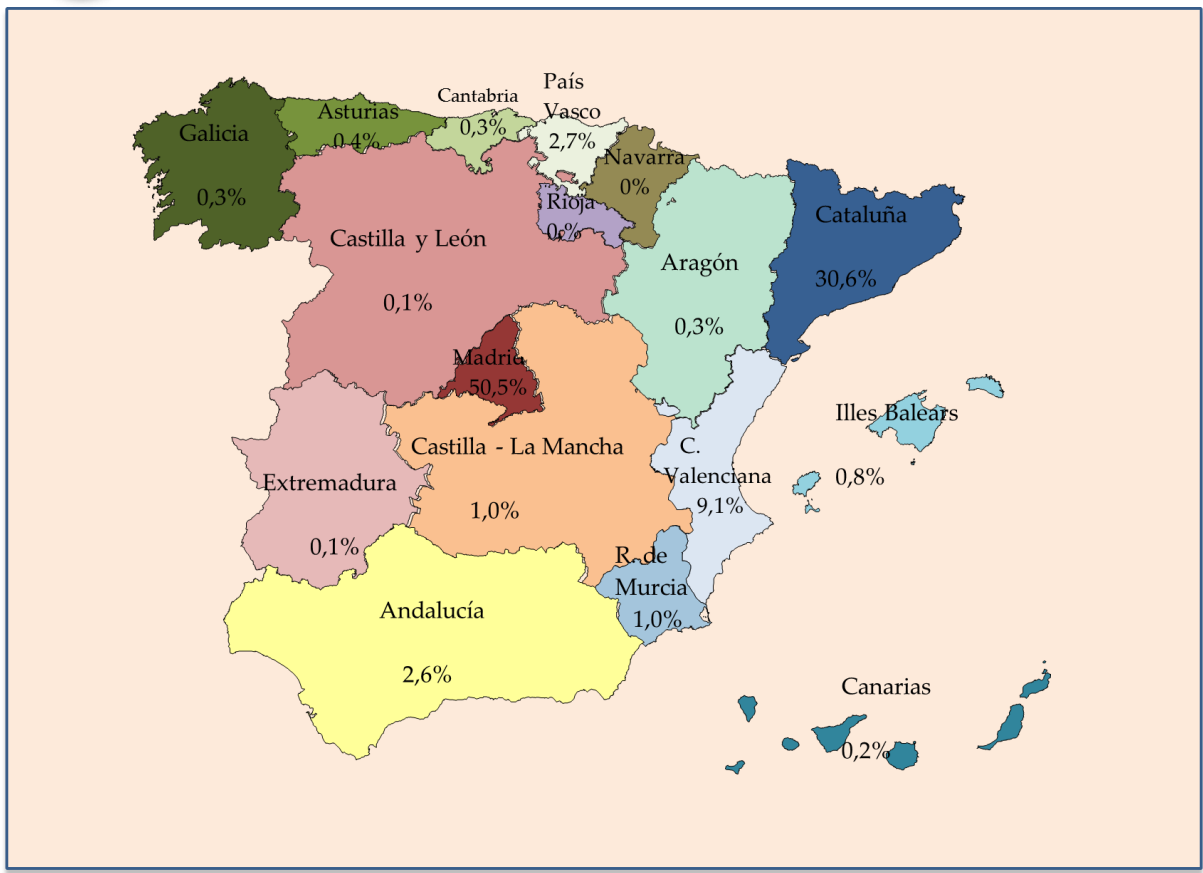 País
Vasco
2,7%
Cantabria
0,3%
Asturias
0,4%
Galicia
0,3%
Navarra
0%
Rioja
Cataluña
30,6%
Castilla y León
0,1%
Aragón
0,3%
Madrid
50,5%
Illes Balears
0,8%
Castilla - La Mancha
1,0%
C.
Valenciana
9,1%
Extremadura
0,1%
R. de
Murcia
1,0%
Andalucía
2,6%
Canarias
0,2%